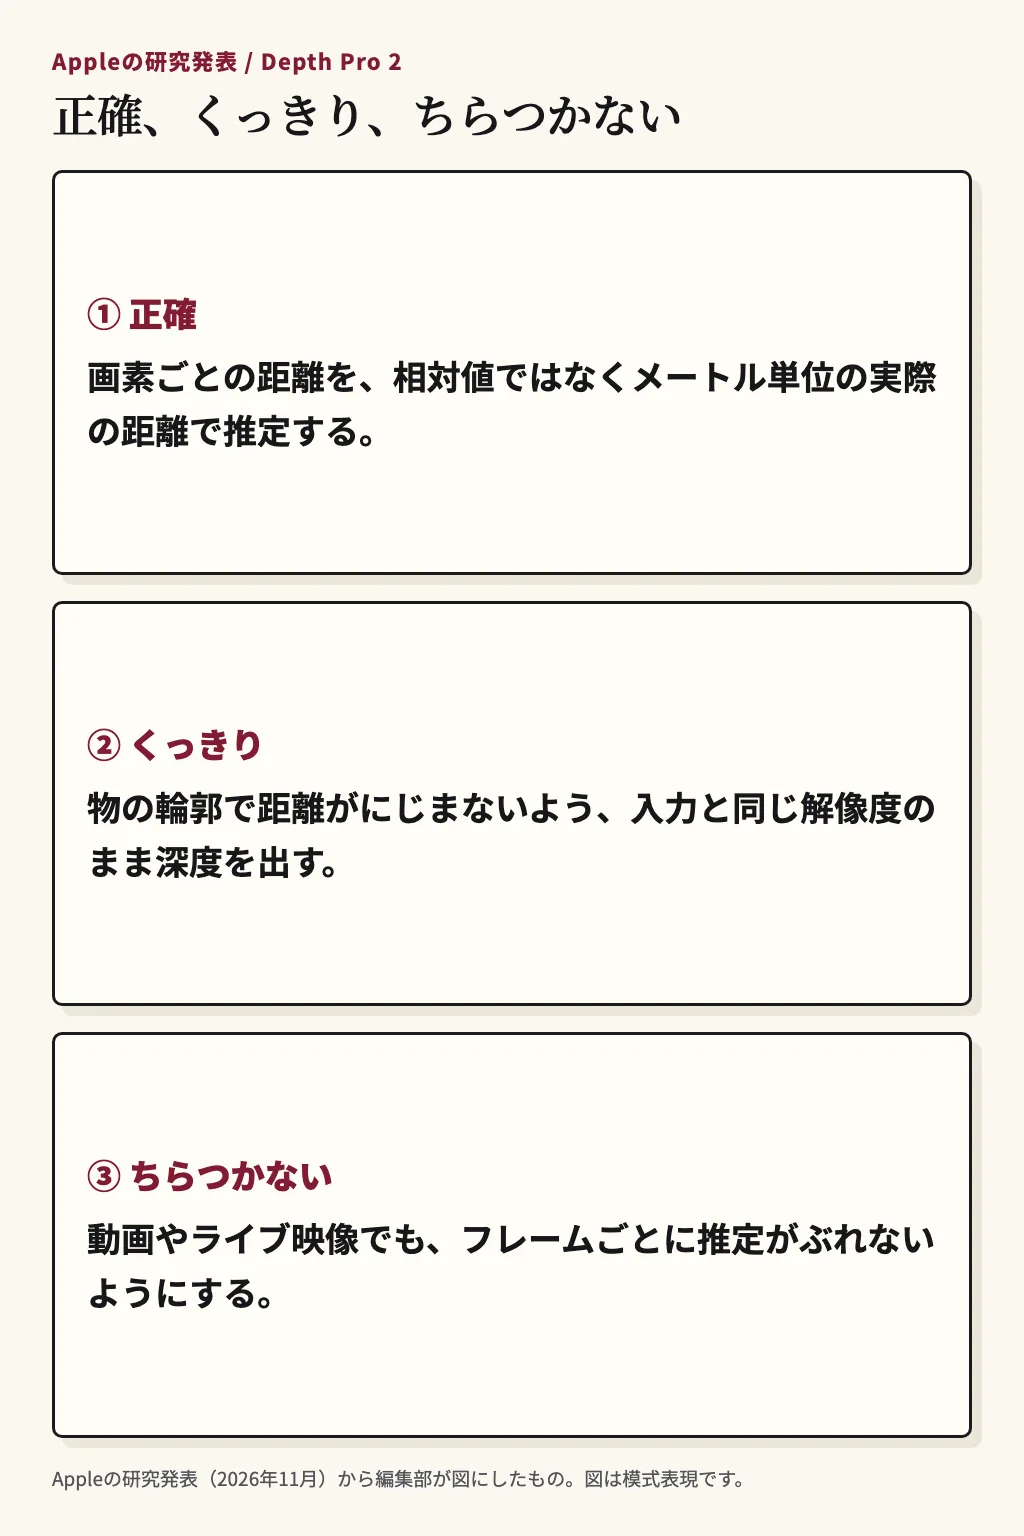 Appleの研究発表 / Depth Pro 2
正確、くっきり、ちらつかない
① 正確
画素ごとの距離を、相対値ではなくメートル単位の実際
の距離で推定する。
② くっきり
物の輪郭で距離がにじまないよう、入力と同じ解像度の
まま深度を出す。
③ ちらつかない
動画やライブ映像でも、フレームごとに推定がぶれない
ようにする。
Appleの研究発表（2026年11月）から編集部が図にしたもの。図は模式表現です。